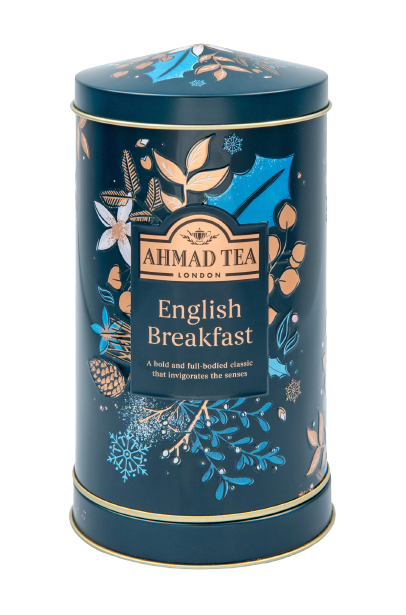 AHMAD TEA
LONDON
English
Breakfast
A bold and full-bodied classic
that invigorates the senses